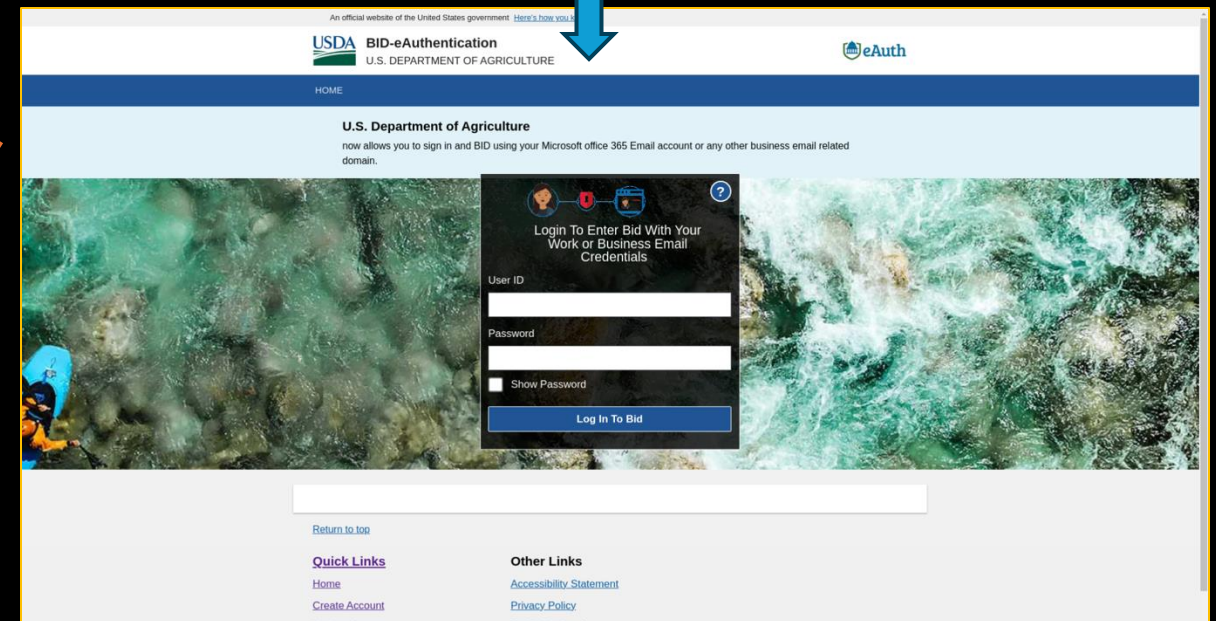 An official website of the United States government Here's how you
USDA
BID-eAuthentication
U.S. DEPARTMENT OF AGRICULTURE
eAuth
HOME
U.S. Department of Agriculture
now allows you to sign in and BID using your Microsoft office 365 Email account or any other business email related
domain.
?
Login To Enter Bid With Your
Work or Business Email
Credentials
User ID
Password
Show Password
Log In To Bid
Return to top
Quick Links
Other Links
Home
Accessibility Statement
Create Account
Privacy Policy